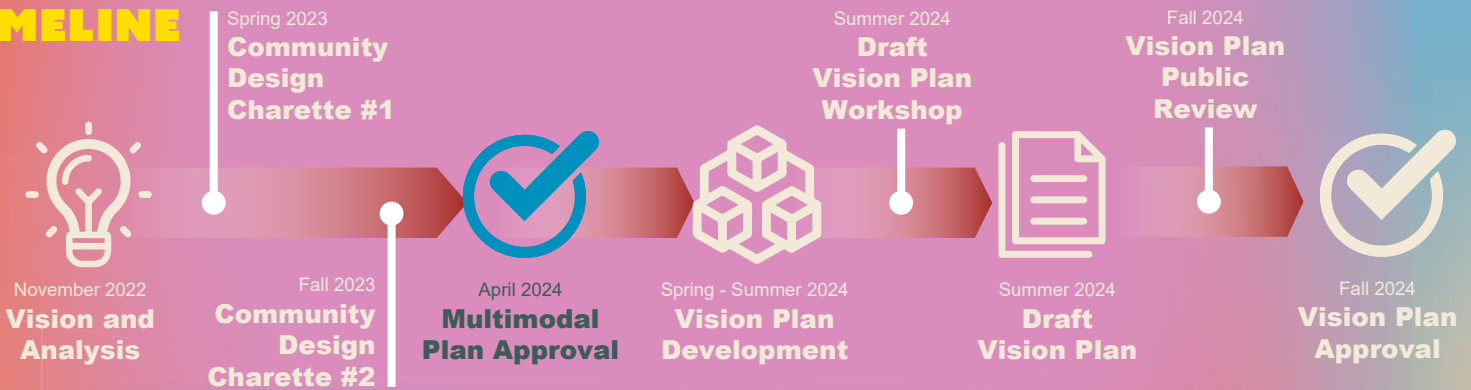 MELINE
Spring 2023
Community
Design
Charette #1
Summer 2024
Draft
Vision Plan
Workshop
Fall 2024
Vision Plan
Public
Review
November 2022
Vision and
Analysis
Fall 2023
Community
Design
Charette #2
April 2024
Multimodal
Plan Approval
Spring - Summer 2024
Vision Plan
Development
Summer 2024
Draft
Vision Plan
Fall 2024
Vision Plan
Approval